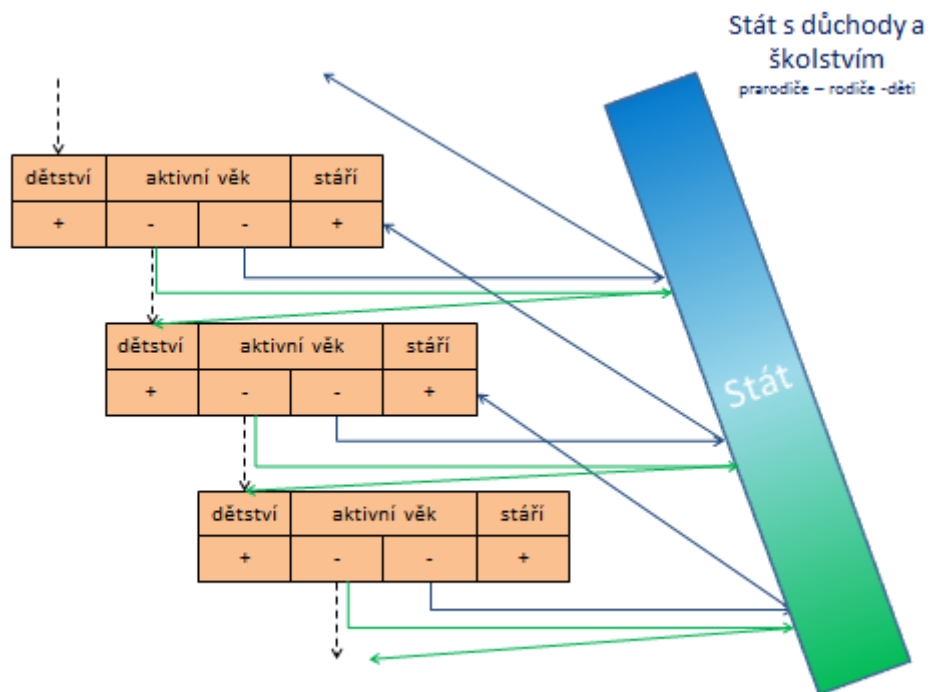 Stát s důchody a
školstvím
prarodiče – rodiče -děti
dětství aktivní věk stáří
+ - - +
dětství aktivní věk stáří
+ - - +
Stát
dětství aktivní věk stáří
+ - - +